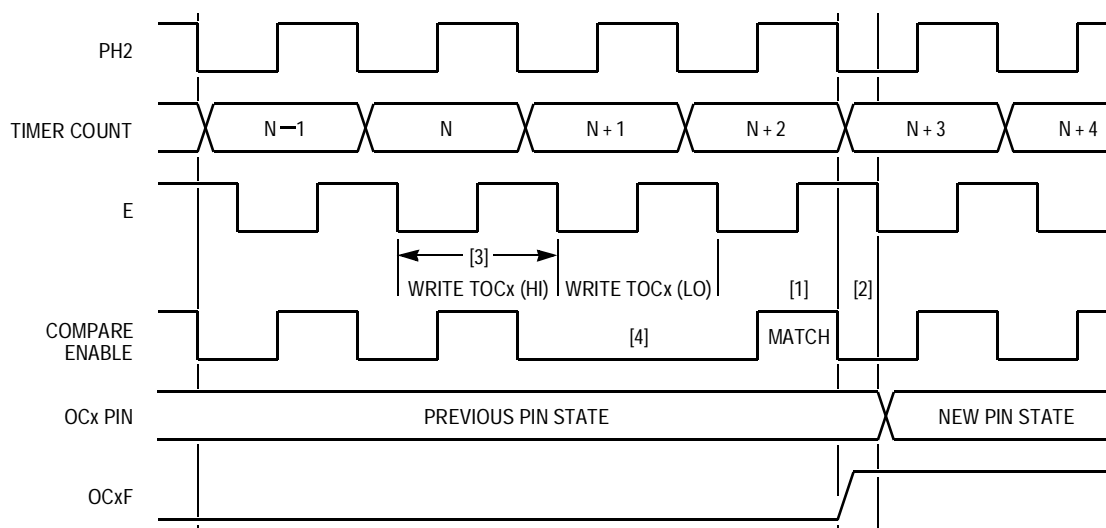 PH2
TIMER COUNT N—1 N N + 1 N + 2 N + 3 N + 4
E
[3]
WRITE TOCx (HI) WRITE TOCx (LO) [1] [2]
COMPARE
ENABLE
[4] MATCH
OCx PIN PREVIOUS PIN STATE NEW PIN STATE
OCxF